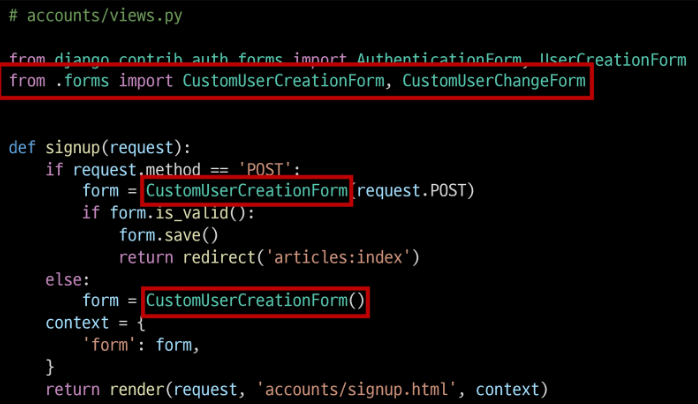 # accounts/views.py
from django.contrib.auth.forms import AuthenticationForm, UserCreationForm
from .forms import CustomUserCreationForm, CustomUserChangeForm
def signup(request):
    if request.method == 'POST':
        form = CustomUserCreationForm(request.POST)
        if form.is_valid():
            form.save()
            return redirect('articles:index')
    else:
        form = CustomUserCreationForm()
    context = {
        'form': form,
    }
    return render(request, 'accounts/signup.html', context)